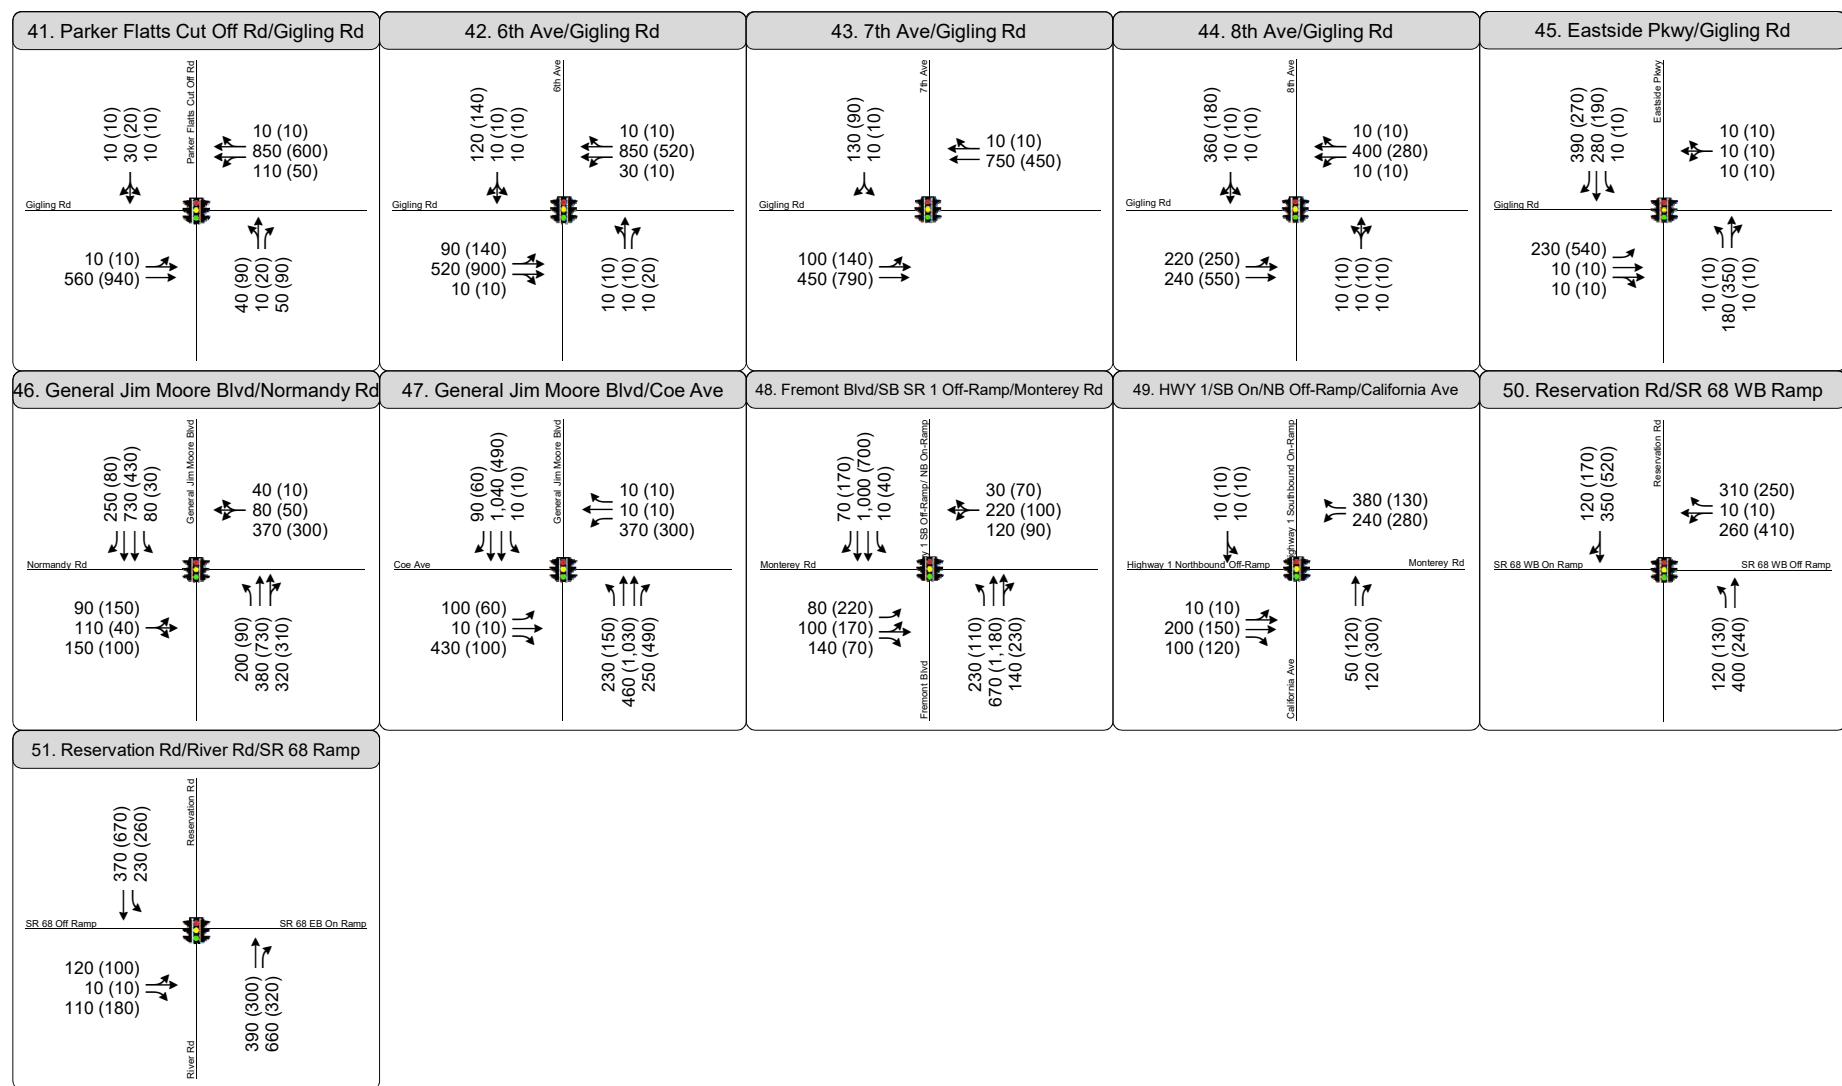 41. Parker Flatts Cut Off Rd/Gigling Rd
Parker Flatts Cut Off Rd
10 (10)
30 (20)
10 (10)
10 (10)
850 (600)
110 (50)
Gigling Rd
10 (10)
560 (940)
40 (90)
10 (20)
50 (90)
42. 6th Ave/Gigling Rd
6th Ave
120 (140)
10 (10)
10 (10)
10 (10)
850 (520)
30 (10)
Gigling Rd
90 (140)
520 (900)
10 (10)
10 (10)
10 (10)
10 (20)
43. 7th Ave/Gigling Rd
7th Ave
130 (90)
10 (10)
10 (10)
750 (450)
Gigling Rd
100 (140)
450 (790)
44. 8th Ave/Gigling Rd
8th Ave
360 (180)
10 (10)
10 (10)
10 (10)
400 (280)
10 (10)
Gigling Rd
220 (250)
240 (550)
10 (10)
10 (10)
10 (10)
45. Eastside Pkwy/Gigling Rd
Eastside Pkwy
390 (270)
280 (190)
10 (10)
10 (10)
10 (10)
10 (10)
Gigling Rd
230 (540)
10 (10)
10 (10)
10 (10)
180 (350)
10 (10)
46. General Jim Moore Blvd/Normandy Rd
General Jim Moore Blvd
250 (80)
730 (430)
80 (30)
40 (10)
80 (50)
370 (300)
Normandy Rd
90 (150)
110 (40)
150 (100)
200 (90)
380 (730)
320 (310)
47. General Jim Moore Blvd/Coe Ave
General Jim Moore Blvd
90 (60)
1,040 (490)
10 (10)
10 (10)
10 (10)
370 (300)
Coe Ave
100 (60)
10 (10)
430 (100)
230 (150)
460 (1,030)
250 (490)
48. Fremont Blvd/SB SR 1 Off-Ramp/Monterey Rd
y 1 SB Off-Ramp/ NB On-Ramp
70 (170)
1,000 (700)
10 (40)
30 (70)
220 (100)
120 (90)
Monterey Rd
80 (220)
100 (170)
140 (70)
Fremont Blvd
230 (110)
670 (1,180)
140 (230)
49. HWY 1/SB On/NB Off-Ramp/California Ave
ghway 1 Southbound On-Ramp
10 (10)
10 (10)
380 (130)
240 (280)
Highway 1 Northbound Off-Ramp
Monterey Rd
10 (10)
200 (150)
100 (120)
California Ave
50 (120)
120 (300)
50. Reservation Rd/SR 68 WB Ramp
Reservation Rd
120 (170)
350 (520)
310 (250)
10 (10)
260 (410)
SR 68 WB On Ramp
SR 68 WB Off Ramp
120 (130)
400 (240)
51. Reservation Rd/River Rd/SR 68 Ramp
Reservation Rd
370 (670)
230 (260)
SR 68 Off Ramp
SR 68 EB On Ramp
120 (100)
10 (10)
110 (180)
River Rd
390 (300)
660 (320)